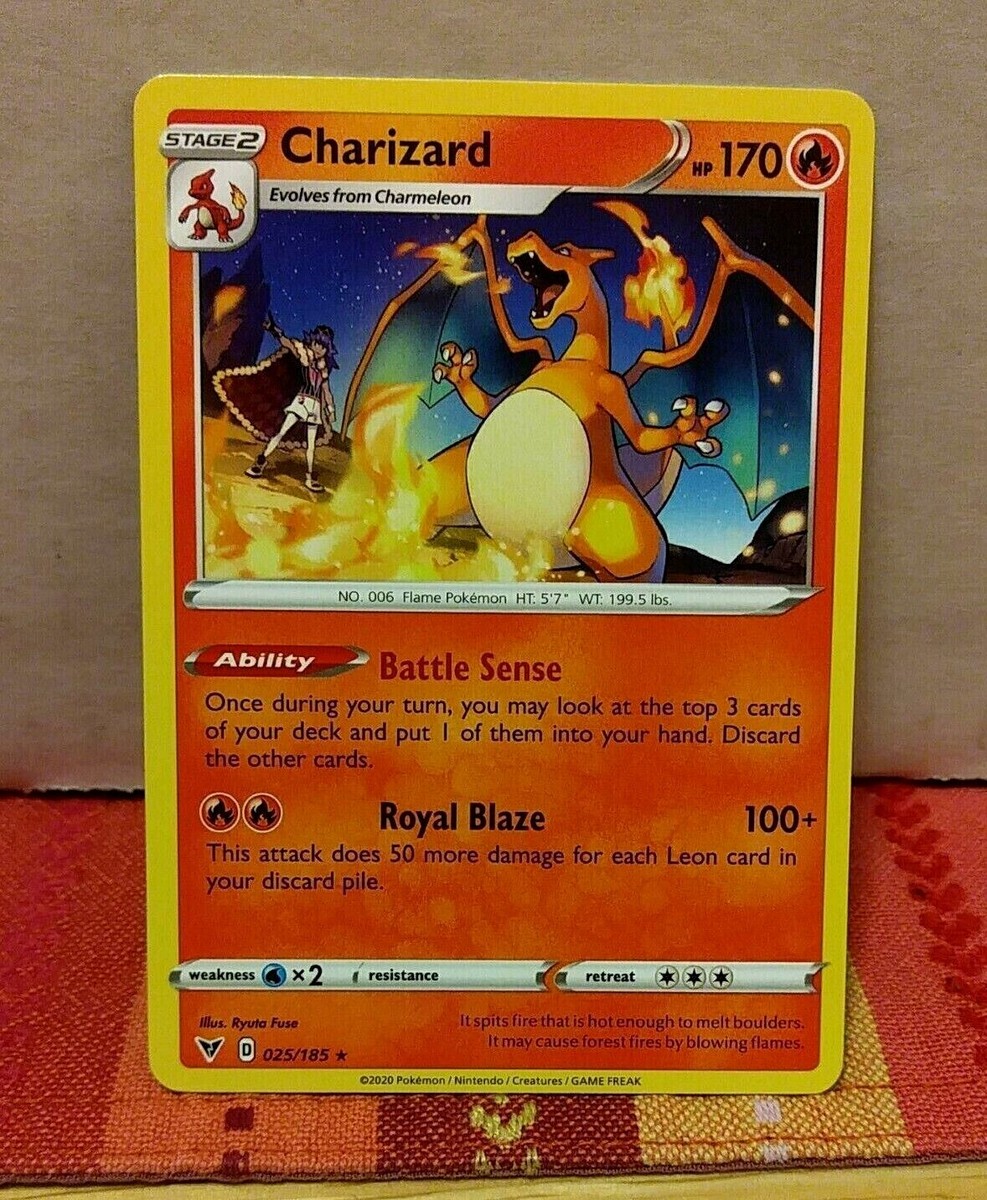 STAGE2
Charizard
HP 170
Evolves from Charmeleon
NO. 006 Flame Pokémon HT: 5'7" WT: 199.5 lbs.
Ability Battle Sense
Once during your turn, you may look at the top 3 cards
of your deck and put 1 of them into your hand. Discard
the other cards.
Royal Blaze 100+
This attack does 50 more damage for each Leon card in
your discard pile.
weakness ×2 resistance retreat
Illus. Ryuta Fuse
It spits fire that is hot enough to melt boulders.
It may cause forest fires by blowing flames.
D 025/185 ★
©2020 Pokémon / Nintendo / Creatures / GAME FREAK